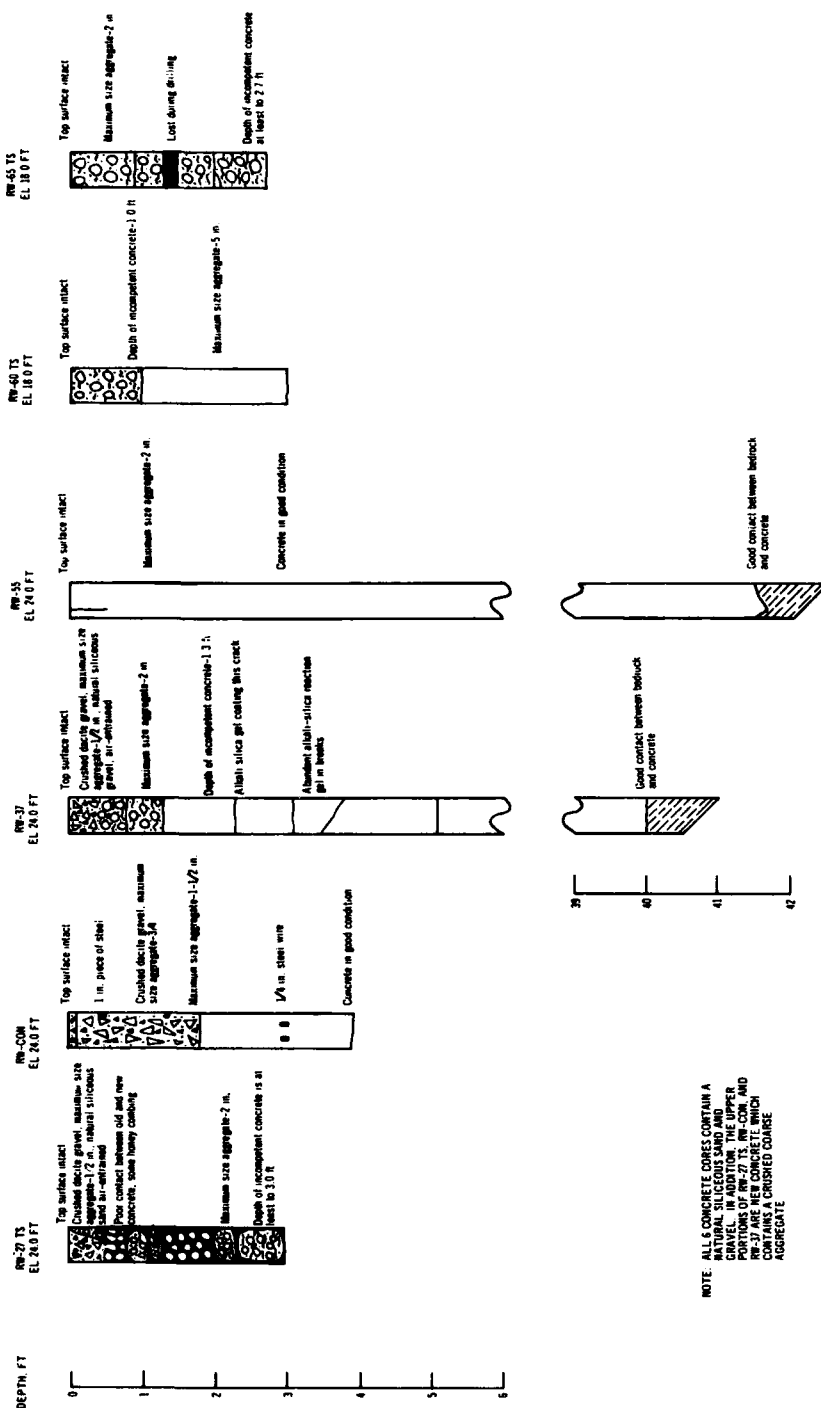 DEPTH, FT
0
1
2
3
4
5
6
RW-27 TS
EL 24.0 FT
Top surface intact
Crushed dacite gravel, maximum size
aggregate-1/2 in., natural siliceous
sand air-entrained
Poor contact between old and new
concrete, some honey combing
Maximum size aggregate-2 in.
Depth of incompetent concrete is at
least to 3.0 ft
RW-CON
EL 24.0 FT
Top surface intact
1 in. piece of steel
Crushed dacite gravel, maximum
size aggregate-3/4
Maximum size aggregate-1-1/2 in.
1/4 in. steel wire
Concrete in good condition
RW-37
EL 24.0 FT
Top surface intact
Crushed dacite gravel, maximum size
aggregate-1/2 in., natural siliceous
gravel, air-entrained
Maximum size aggregate-2 in
Depth of incompetent concrete-1 3 ft
Alkali-silica gel coating this crack
Abundant alkali-silica reaction
gel in breaks
Good contact between bedrock
and concrete
RW-55
EL 24.0 FT
Top surface intact
Maximum size aggregate-2 in.
Concrete in good condition
Good contact between bedrock
and concrete
RW-60 TS
EL 18 0 FT
Top surface intact
Depth of incompetent concrete-1 0 ft
Maximum size aggregate-5 in.
RW-65 TS
EL 18 0 FT
Top surface intact
Maximum size aggregate-2 in
Lost during drilling
Depth of incompetent concrete
at least to 2 7 ft
39
40
41
42
NOTE: ALL 6 CONCRETE CORES CONTAIN A
NATURAL SILICEOUS SAND AND
GRAVEL. IN ADDITION, THE UPPER
PORTIONS OF RW-27 TS, RW-CON, AND
RW-37 ARE NEW CONCRETE WHICH
CONTAINS A CRUSHED COARSE
AGGREGATE